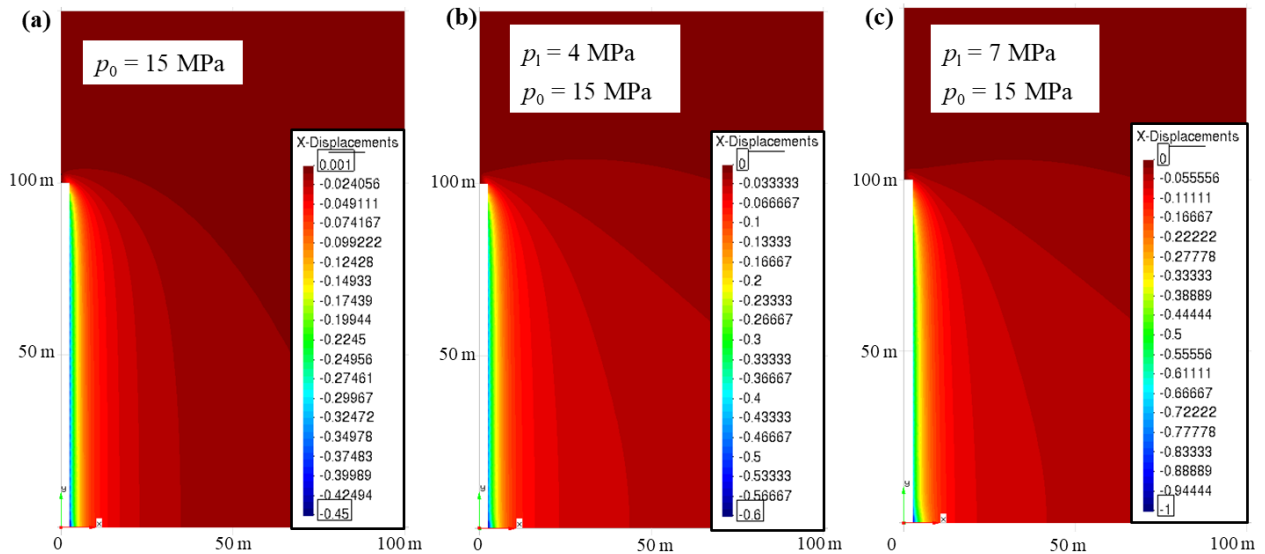 (a)
p0 = 15 MPa
X-Displacements
0.001
-0.024056
-0.049111
-0.074167
-0.099222
-0.12428
-0.14933
-0.17439
-0.19944
-0.2245
-0.24956
-0.27461
-0.29967
-0.32472
-0.34978
-0.37483
-0.39989
-0.42494
-0.45
100 m
50 m
y
x
0
50 m
100 m
(b)
p1 = 4 MPa
p0 = 15 MPa
X-Displacements
0
-0.033333
-0.066667
-0.1
-0.13333
-0.16667
-0.2
-0.23333
-0.26667
-0.3
-0.33333
-0.36667
-0.4
-0.43333
-0.46667
-0.5
-0.53333
-0.56667
-0.6
100 m
50 m
y
x
0
50 m
100 m
(c)
p1 = 7 MPa
p0 = 15 MPa
X-Displacements
0
-0.055556
-0.11111
-0.16667
-0.22222
-0.27778
-0.33333
-0.38889
-0.44444
-0.5
-0.55556
-0.61111
-0.66667
-0.72222
-0.77778
-0.83333
-0.88889
-0.94444
-1
100 m
50 m
y
x
0
50 m
100 m